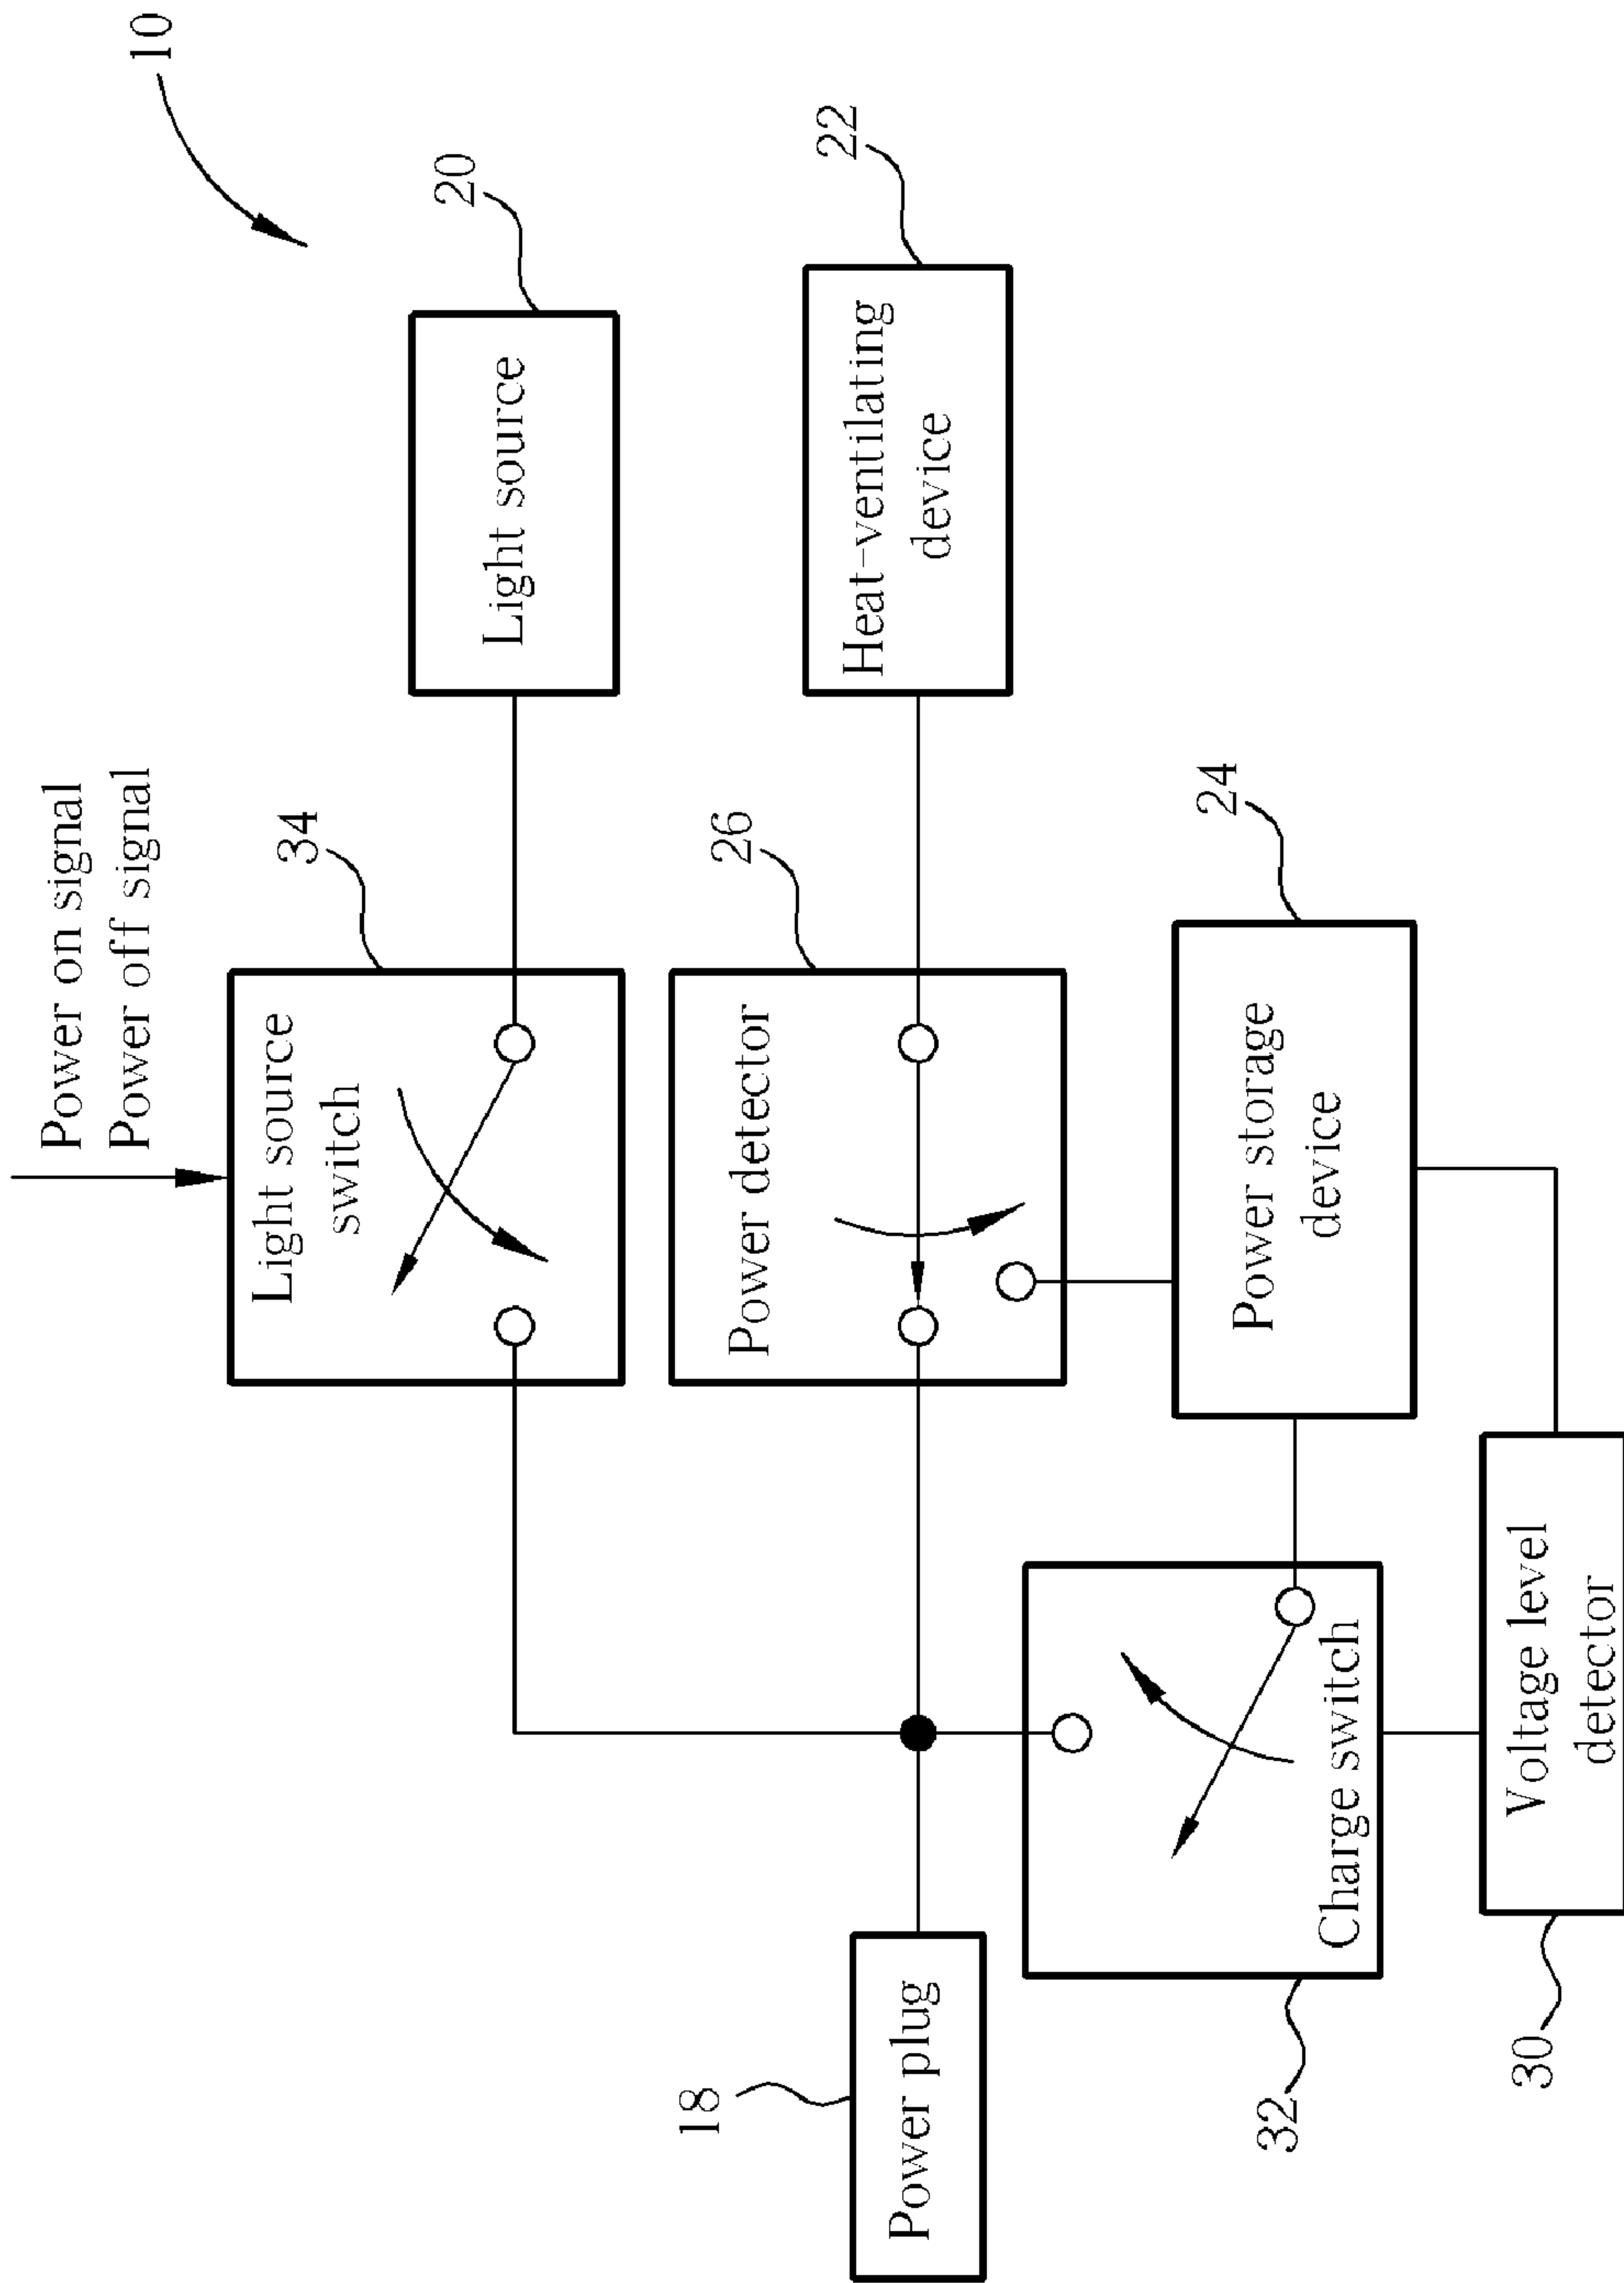 10
Power on signal
Power off signal
34
Light source
switch
20
Light source
26
Power detector
22
Heat-ventilating
device
18
Power plug
24
Power storage
device
32
Charge switch
30
Voltage level
detector